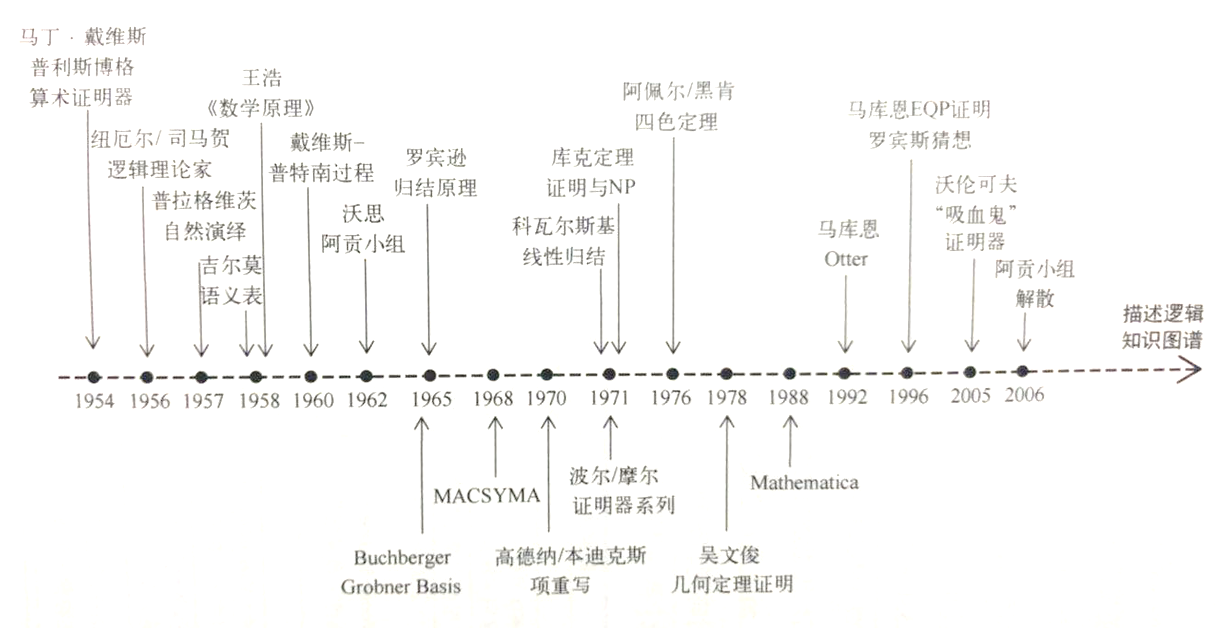 马丁·戴维斯
普利斯博格
算术证明器
纽厄尔/司马贺
逻辑理论家
普拉格维茨
自然演绎
吉尔莫
语义表
王浩
《数学原理》
戴维斯-
普特南过程
沃思
阿贡小组
罗宾逊
归结原理
科瓦尔斯基
线性归结
库克定理
证明与NP
阿佩尔/黑肯
四色定理
马库恩
Otter
马库恩EQP证明
罗宾斯猜想
沃伦可夫
“吸血鬼”
证明器
阿贡小组
解散
描述逻辑
知识图谱
1954 1956 1957 1958 1960 1962 1965 1968 1970 1971 1976 1978 1988 1992 1996 2005 2006
Buchberger
Grobner Basis
MACSYMA
高德纳/本迪克斯
项重写
波尔/摩尔
证明器系列
吴文俊
几何定理证明
Mathematica